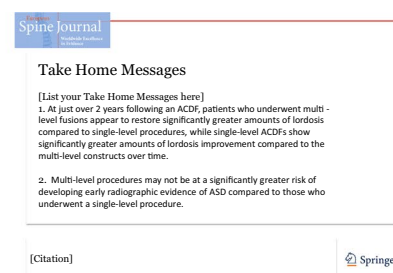 European
Spine Journal
Take Home Messages
[List your Take Home Messages here]
1. At just over 2 years following an ACDF, patients who underwent multi -
level fusions appear to restore significantly greater amounts of lordosis
compared to single-level procedures, while single-level ACDFs show
significantly greater amounts of lordosis improvement compared to the
multi-level constructs over time.
2. Multi-level procedures may not be at a significantly greater risk of
developing early radiographic evidence of ASD compared to those who
underwent a single-level procedure.
[Citation]
Springe